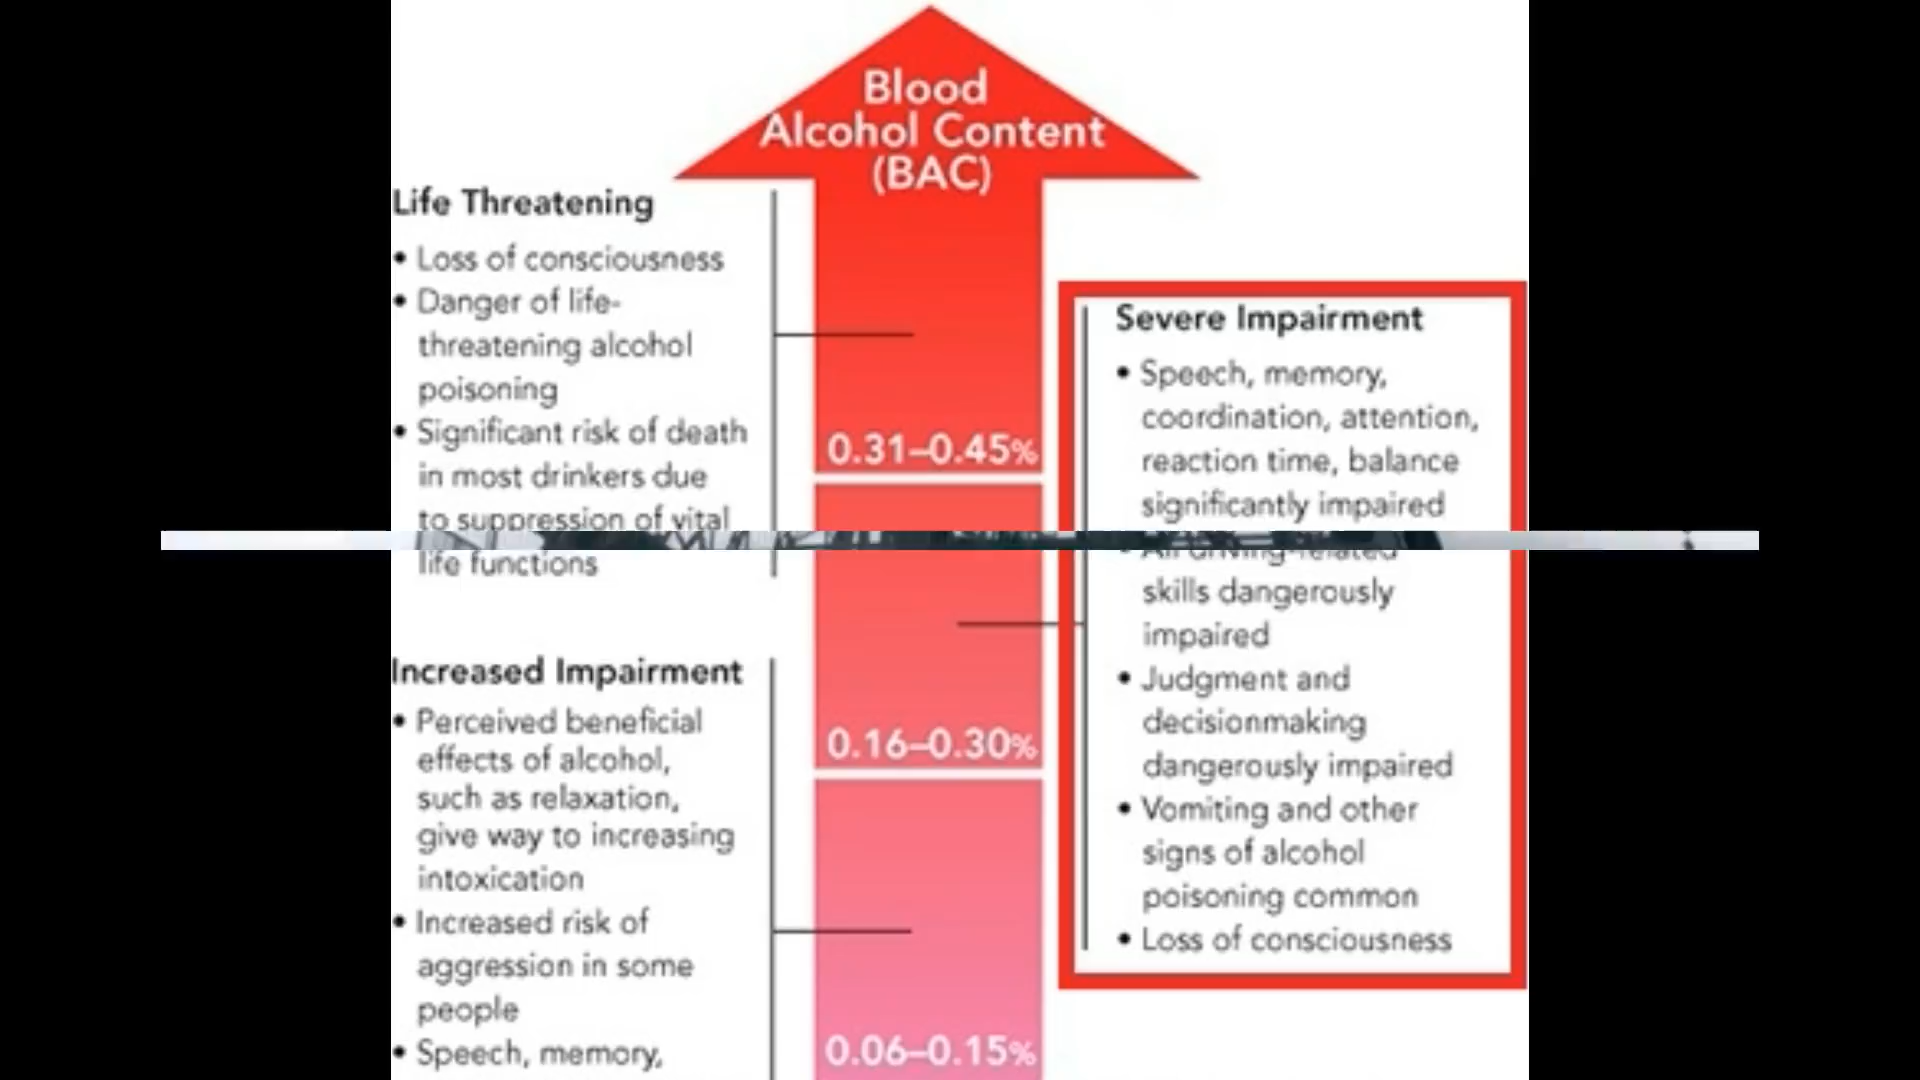 Blood
Alcohol Content
(BAC)
Life Threatening
• Loss of consciousness
• Danger of life-
threatening alcohol
poisoning
• Significant risk of death
in most drinkers due
to suppression of vital
life functions
0.31–0.45%
Severe Impairment
• Speech, memory,
coordination, attention,
reaction time, balance
significantly impaired
• All driving-related
skills dangerously
impaired
• Judgment and
decisionmaking
dangerously impaired
• Vomiting and other
signs of alcohol
poisoning common
• Loss of consciousness
0.16–0.30%
Increased Impairment
• Perceived beneficial
effects of alcohol,
such as relaxation,
give way to increasing
intoxication
• Increased risk of
aggression in some
people
• Speech, memory,
0.06–0.15%